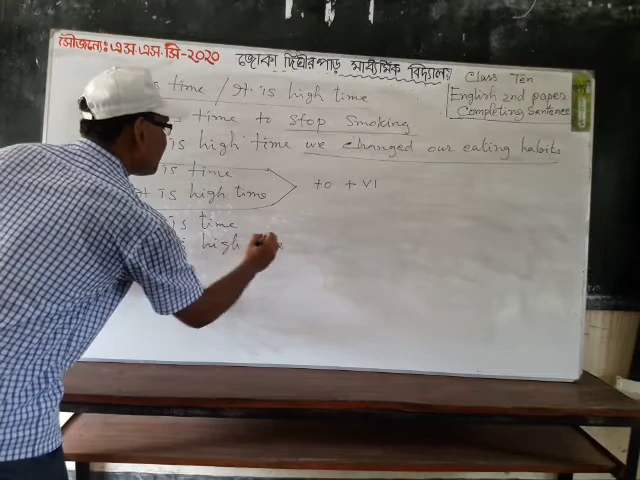 সৌজন্যে: এস.এস.সি-২০২০
জোকা দিঘীরপাড় মাধ্যমিক বিদ্যালয়
Class Ten
English 2nd paper
Completing Sentence
is time / It is high time
time to stop smoking
is high time we changed our eating habits
is time
It is high time
to + V1
is time
high